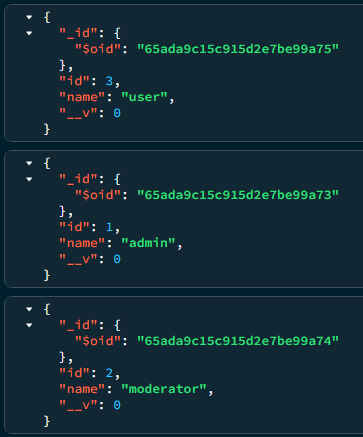 {
"_id": {
"$oid": "65ada9c15c915d2e7be99a75"
},
"id": 3,
"name": "user",
"__v": 0
}
{
"_id": {
"$oid": "65ada9c15c915d2e7be99a73"
},
"id": 1,
"name": "admin",
"__v": 0
}
{
"_id": {
"$oid": "65ada9c15c915d2e7be99a74"
},
"id": 2,
"name": "moderator",
"__v": 0
}